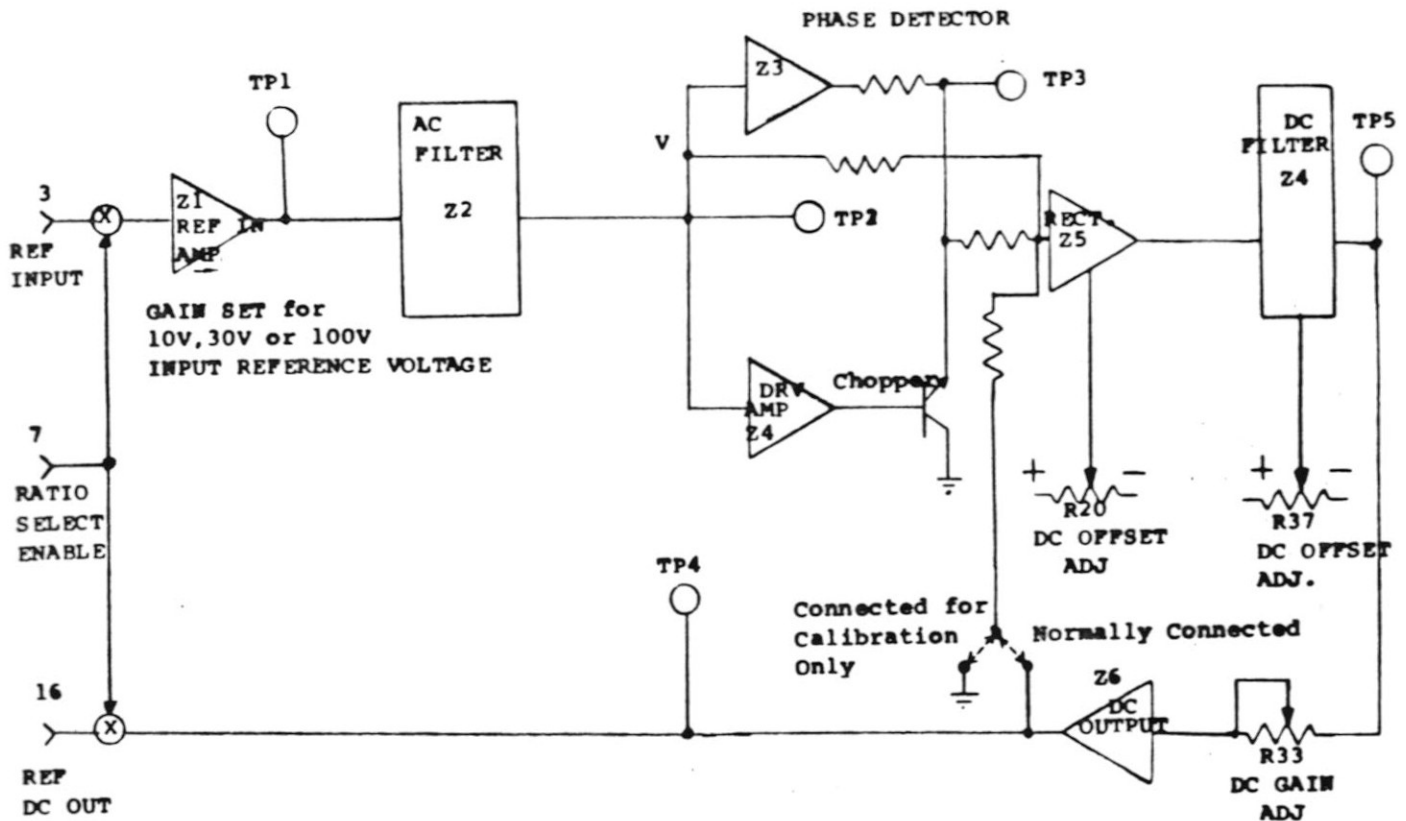 PHASE DETECTOR
Z3
TP3
TP1
AC
FILTER
Z2
DC
FILTER
Z4
TP5
V
3
REF
INPUT
X
Z1
REF IN
AMP
TP2
RECT.
Z5
GAIN SET for
10V,30V or 100V
INPUT REFERENCE VOLTAGE
DRV
AMP
Z4
Chopper
7
RATIO
SELECT
ENABLE
+ -
R20
DC OFFSET
ADJ
+ -
R37
DC OFFSET
ADJ.
TP4
Connected for
Calibration
Only
Normally Connected
16
X
REF
DC OUT
Z6
DC
OUTPUT
R33
DC GAIN
ADJ